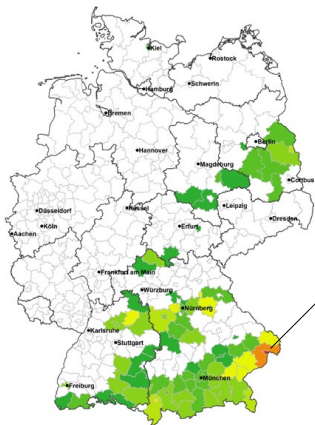 Kiel
Rostock
Hamburg
Schwerin
Bremen
Berlin
Hannover
Magdeburg
Cottbus
Düsseldorf
Kassel
Leipzig
Köln
Erfurt
Dresden
Aachen
Frankfurt am Main
Würzburg
Nürnberg
Karlsruhe
Stuttgart
München
Freiburg